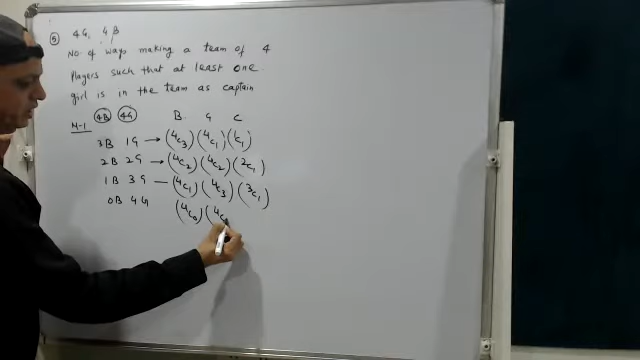 ⑤ 4G, 4B
No. of ways making a team of 4
Players such that at least one
girl is in the team as captain
M-1 4B 4G B. G C
3B 1G → (4C3) (4C1) (1C1)
2B 2G → (4C2) (4C2) (2C1)
1B 3G — (4C1) (4C3) (3C1)
0B 4G (4C0) (4C